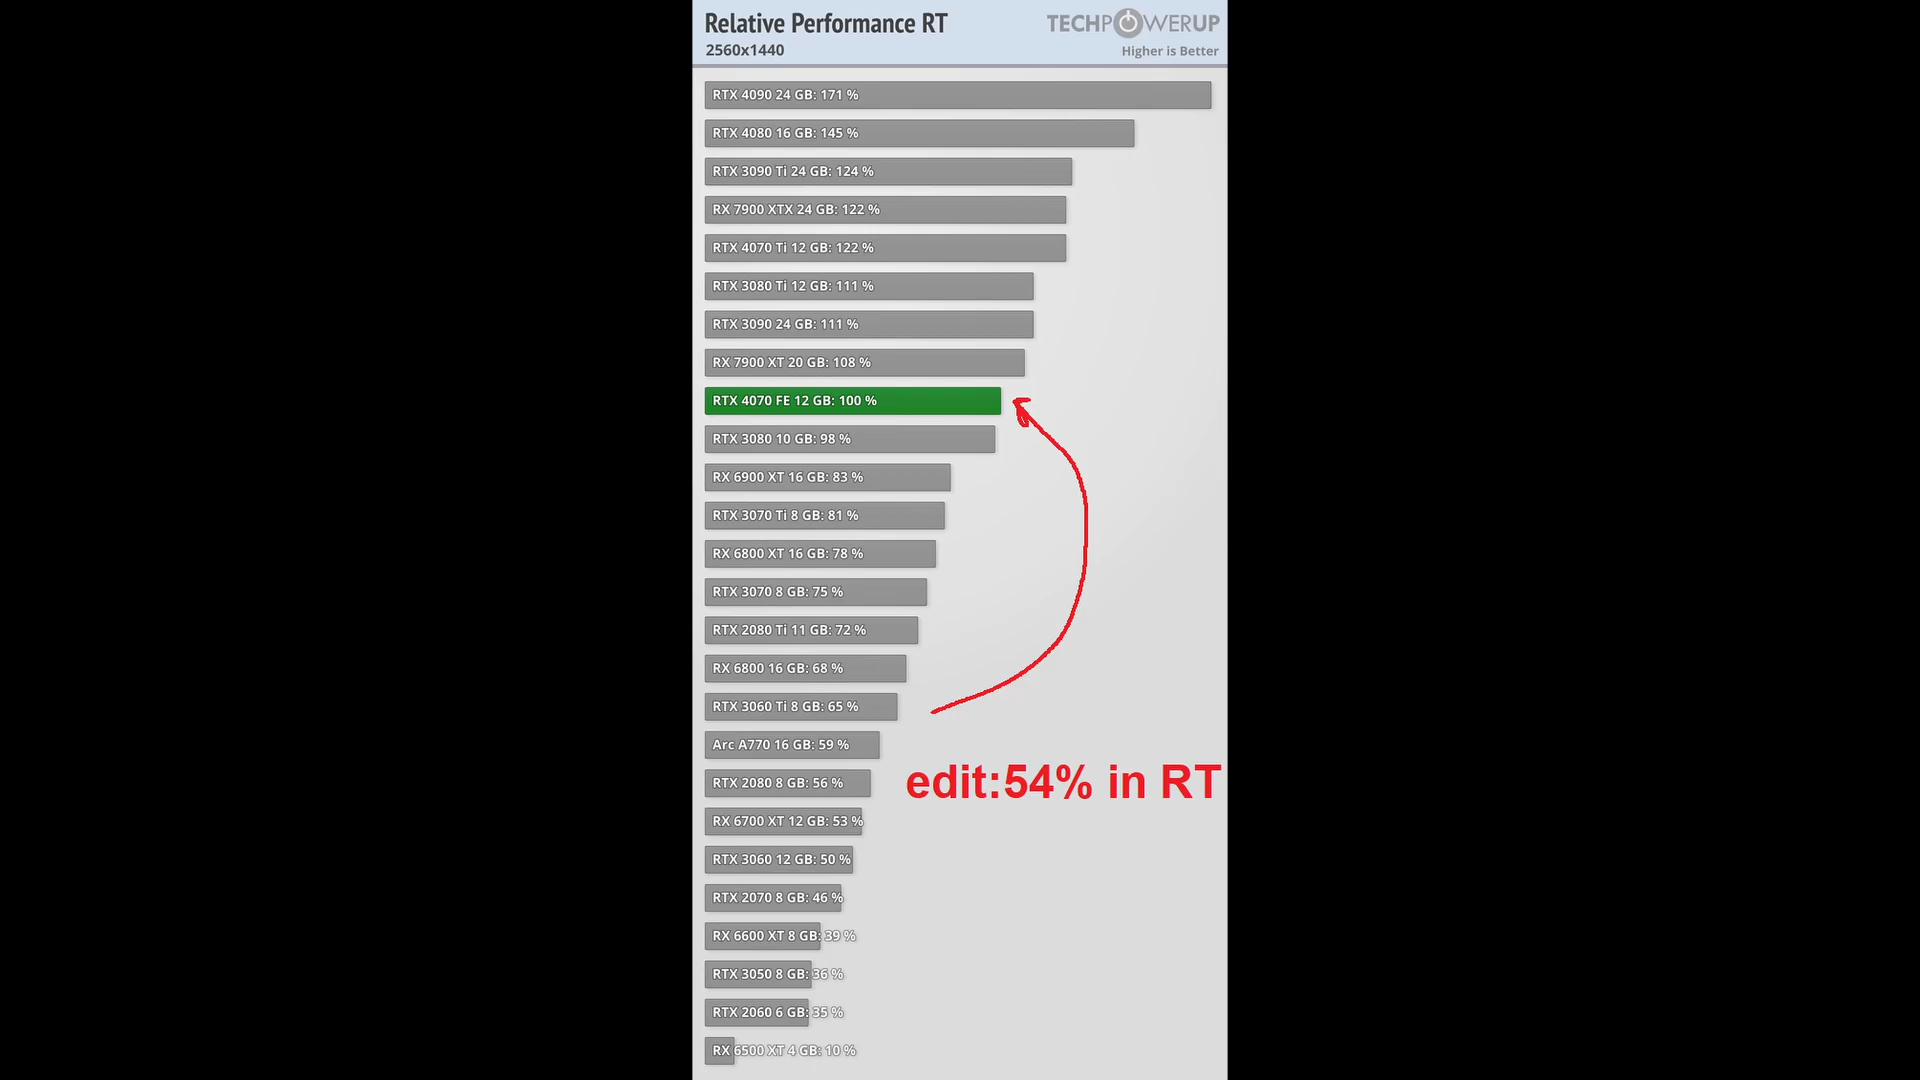 Relative Performance RT
TECHPOWERUP
2560x1440
Higher is Better
RTX 4090 24 GB: 171 %
RTX 4080 16 GB: 145 %
RTX 3090 Ti 24 GB: 124 %
RX 7900 XTX 24 GB: 122 %
RTX 4070 Ti 12 GB: 122 %
RTX 3080 Ti 12 GB: 111 %
RTX 3090 24 GB: 111 %
RX 7900 XT 20 GB: 108 %
RTX 4070 FE 12 GB: 100 %
RTX 3080 10 GB: 98 %
RX 6900 XT 16 GB: 83 %
RTX 3070 Ti 8 GB: 81 %
RX 6800 XT 16 GB: 78 %
RTX 3070 8 GB: 75 %
RTX 2080 Ti 11 GB: 72 %
RX 6800 16 GB: 68 %
RTX 3060 Ti 8 GB: 65 %
Arc A770 16 GB: 59 %
RTX 2080 8 GB: 56 %
edit:54% in RT
RX 6700 XT 12 GB: 53 %
RTX 3060 12 GB: 50 %
RTX 2070 8 GB: 46 %
RX 6600 XT 8 GB: 39 %
RTX 3050 8 GB: 36 %
RTX 2060 6 GB: 35 %
RX 6500 XT 4 GB: 10 %